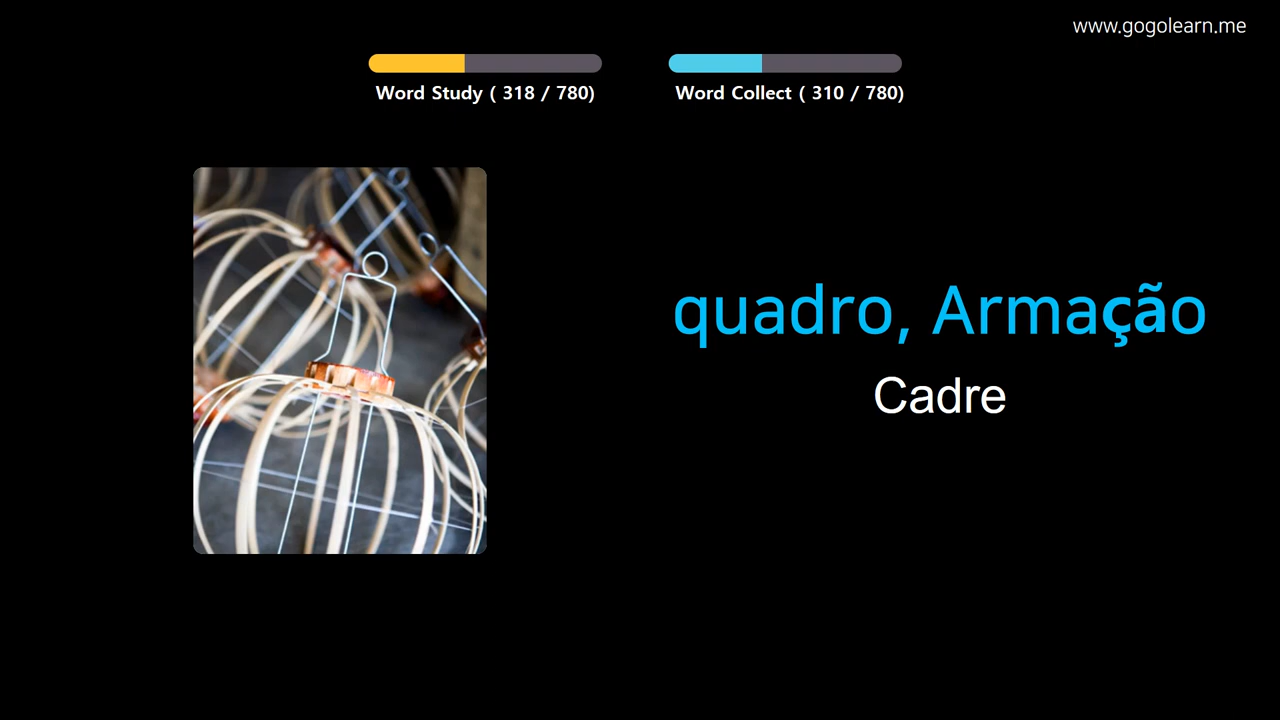 www.gogolearn.me
Word Study ( 318 / 780)
Word Collect ( 310 / 780)
quadro, Armação
Cadre